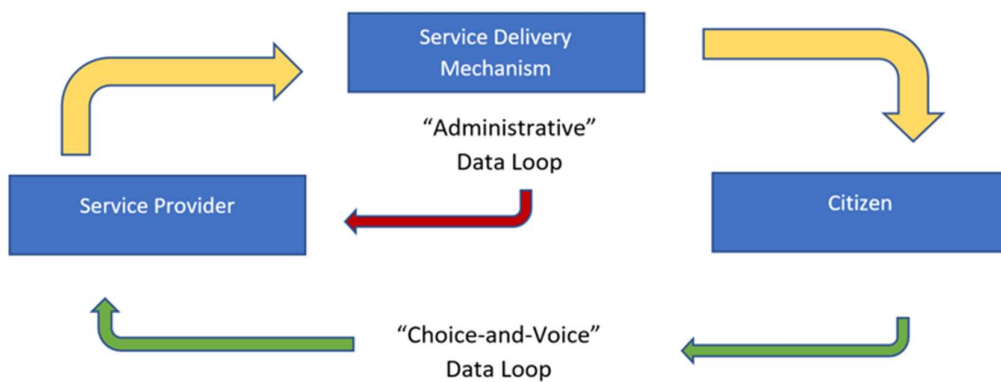 Service Delivery
Mechanism
“Administrative”
Data Loop
Service Provider
Citizen
“Choice-and-Voice”
Data Loop